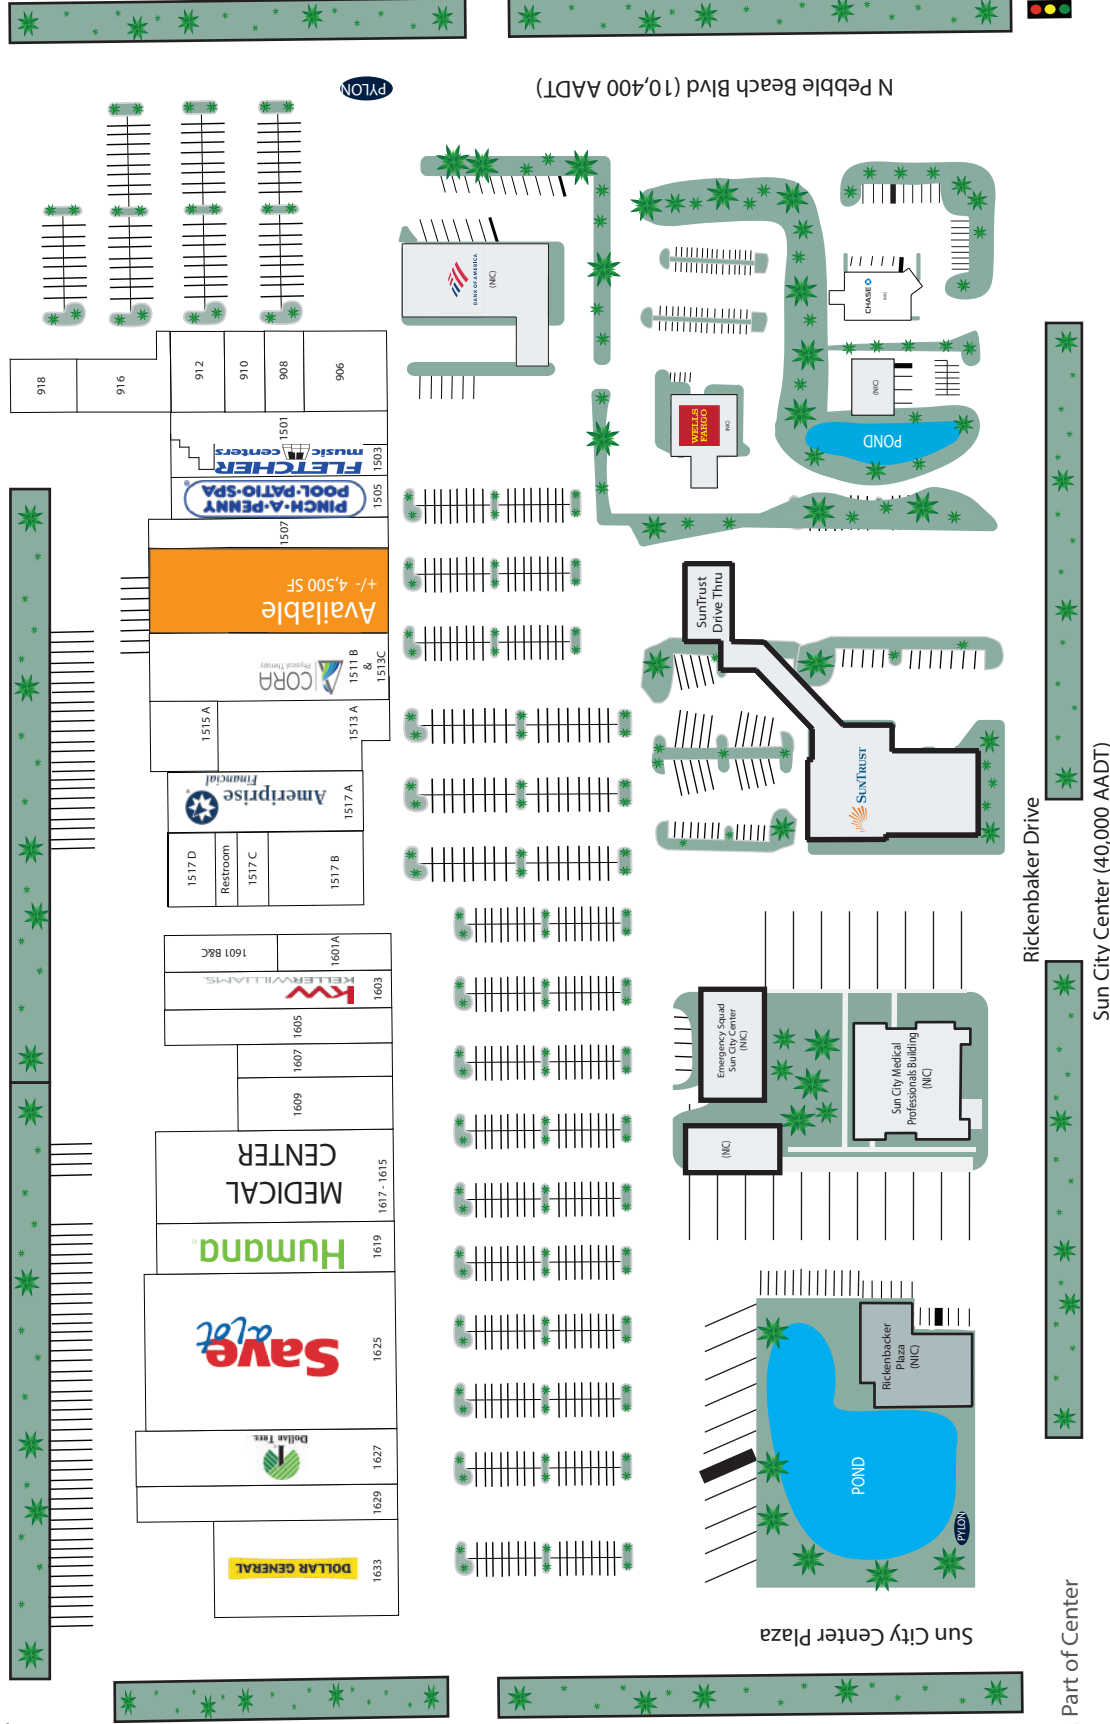 N Pebble Beach Blvd (10,400 AADT)
PYLON
918
916
912
910
908
906
BANK OF AMERICA
(NIC)
CHASE
(NIC)
(NIC)
POND
WELLS
FARGO
(NIC)
1501
FLETCHER
music centers
1503
PINCH·A·PENNY
POOL·PATIO·SPA
1505
1507
Available
+/- 4,500 SF
CORA
Physical Therapy
1511 B
&
1513C
1515 A
1513 A
Ameriprise
Financial
1517 A
1517 D
Restroom
1517 C
1517 B
SunTrust
Drive Thru
SUNTRUST
1601 B&C
1601A
KW
KELLERWILLIAMS.
1603
1605
1607
1609
MEDICAL
CENTER
1617 - 1615
Humana
1619
Save
a lot
1625
DOLLAR TREE
1627
1629
DOLLAR GENERAL
1633
Emergency Squad
Sun City Center
(NIC)
(NIC)
Sun City Medical
Professionals Building
(NIC)
Rickenbacker
Plaza
(NIC)
POND
PYLON
Sun City Center Plaza
Rickenbaker Drive
Sun City Center (40,000 AADT)
Part of Center